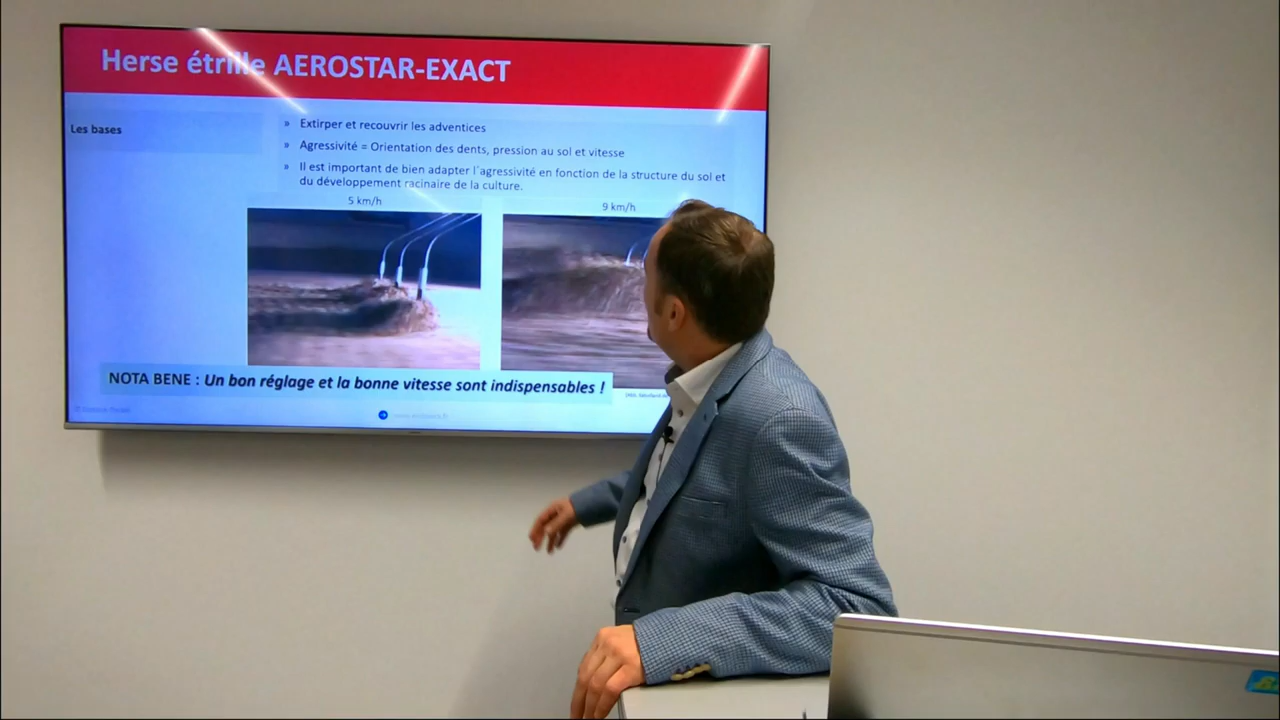 Herse étrille AEROSTAR-EXACT
Les bases
» Extirper et recouvrir les adventices
» Agressivité = Orientation des dents, pression au sol et vitesse
» Il est important de bien adapter l´agressivité en fonction de la structure du sol et
du développement racinaire de la culture.
5 km/h
9 km/h
NOTA BENE : Un bon réglage et la bonne vitesse sont indispensables !